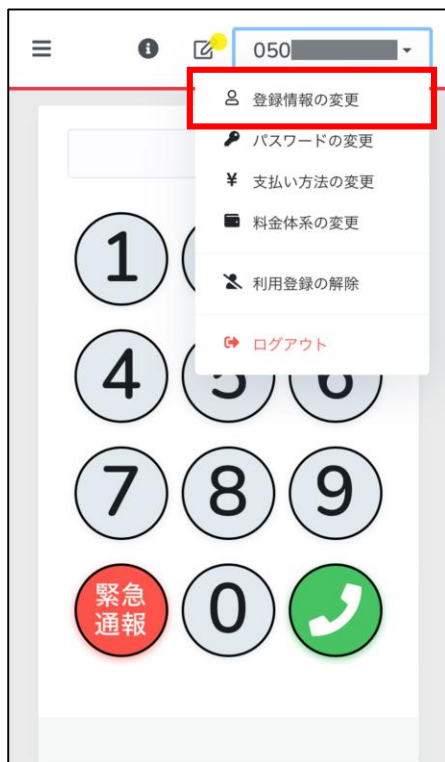 050
登録情報の変更
パスワードの変更
支払い方法の変更
料金体系の変更
利用登録の解除
ログアウト
1
4 5 6
7 8 9
緊急
通報
0